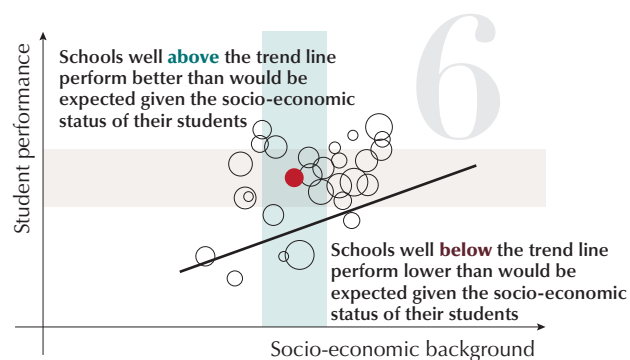 6
Schools well above the trend line
perform better than would be
expected given the socio-economic
status of their students
Student performance
Schools well below the trend line
perform lower than would be
expected given the socio-economic
status of their students
Socio-economic background